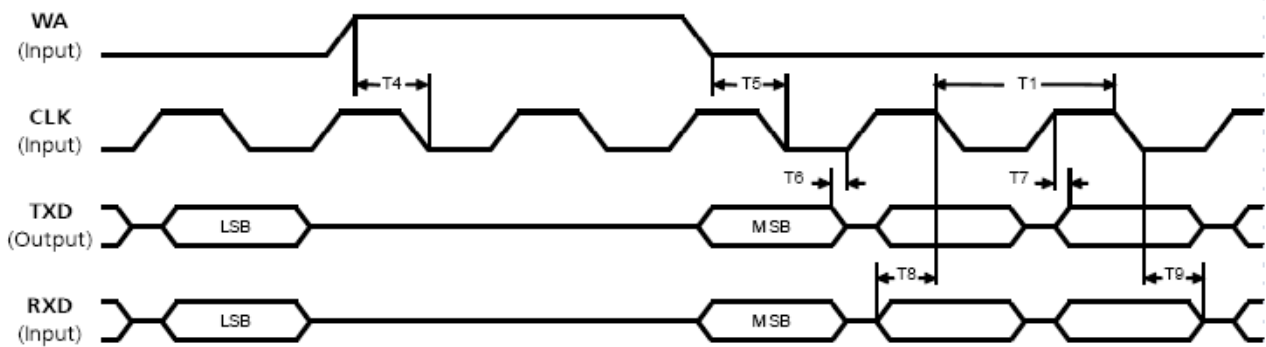 WA
(Input)
T4
T5
T1
CLK
(Input)
T6
T7
TXD
(Output)
LSB
MSB
T8
T9
RXD
(Input)
LSB
MSB